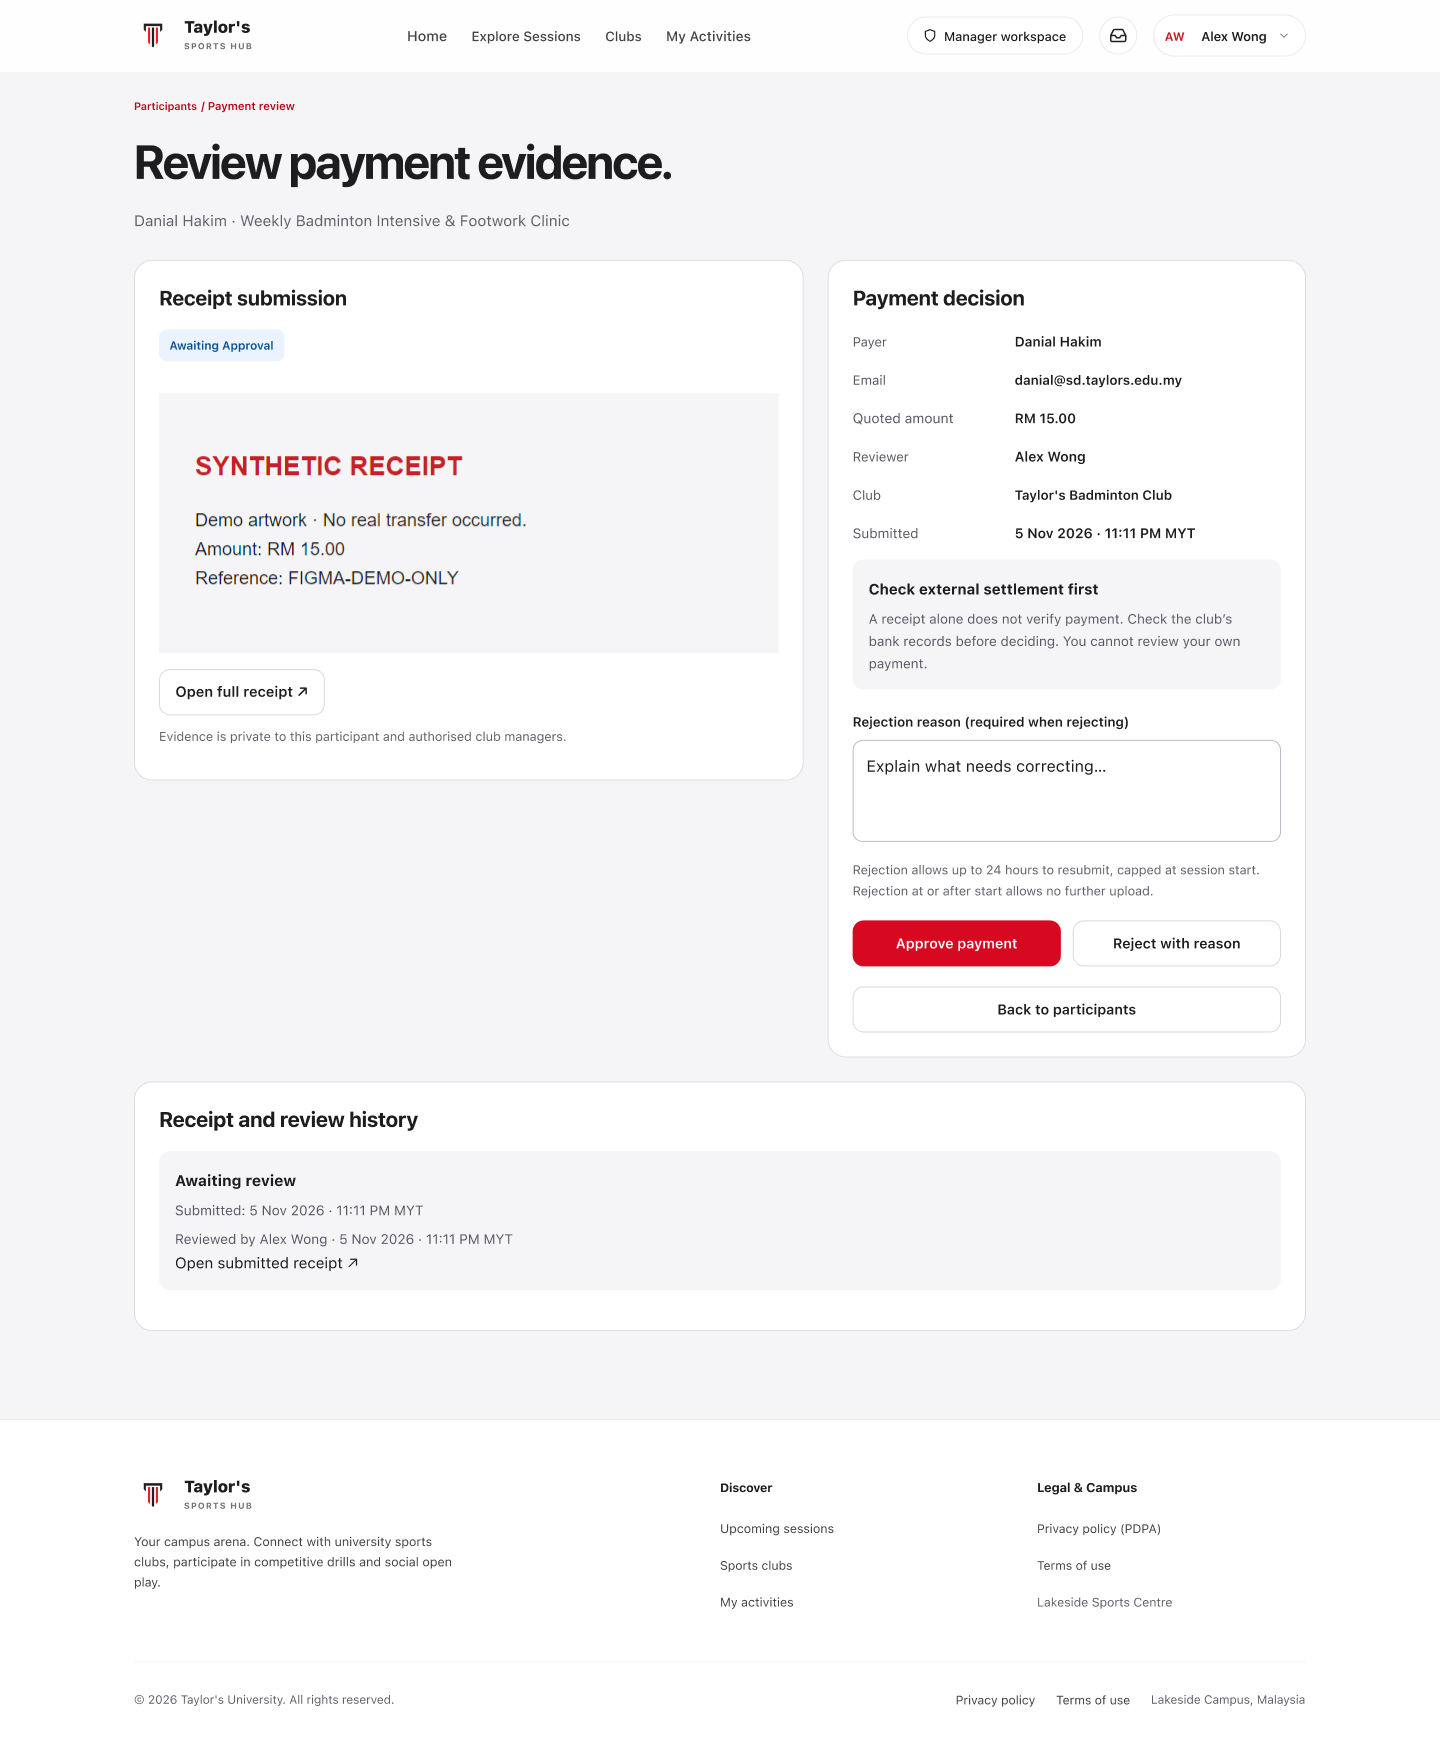 Taylor's
SPORTS HUB
Home
Explore Sessions
Clubs
My Activities
Manager workspace
AW
Alex Wong
Participants / Payment review
Review payment evidence.
Danial Hakim · Weekly Badminton Intensive & Footwork Clinic
Receipt submission
Awaiting Approval
SYNTHETIC RECEIPT
Demo artwork · No real transfer occurred.
Amount: RM 15.00
Reference: FIGMA-DEMO-ONLY
Open full receipt ↗
Evidence is private to this participant and authorised club managers.
Payment decision
Payer Danial Hakim
Email danial@sd.taylors.edu.my
Quoted amount RM 15.00
Reviewer Alex Wong
Club Taylor's Badminton Club
Submitted 5 Nov 2026 · 11:11 PM MYT
Check external settlement first
A receipt alone does not verify payment. Check the club’s
bank records before deciding. You cannot review your own
payment.
Rejection reason (required when rejecting)
Explain what needs correcting...
Rejection allows up to 24 hours to resubmit, capped at session start.
Rejection at or after start allows no further upload.
Approve payment
Reject with reason
Back to participants
Receipt and review history
Awaiting review
Submitted: 5 Nov 2026 · 11:11 PM MYT
Reviewed by Alex Wong · 5 Nov 2026 · 11:11 PM MYT
Open submitted receipt ↗
Taylor's
SPORTS HUB
Your campus arena. Connect with university sports
clubs, participate in competitive drills and social open
play.
Discover
Upcoming sessions
Sports clubs
My activities
Legal & Campus
Privacy policy (PDPA)
Terms of use
Lakeside Sports Centre
© 2026 Taylor's University. All rights reserved.
Privacy policy
Terms of use
Lakeside Campus, Malaysia